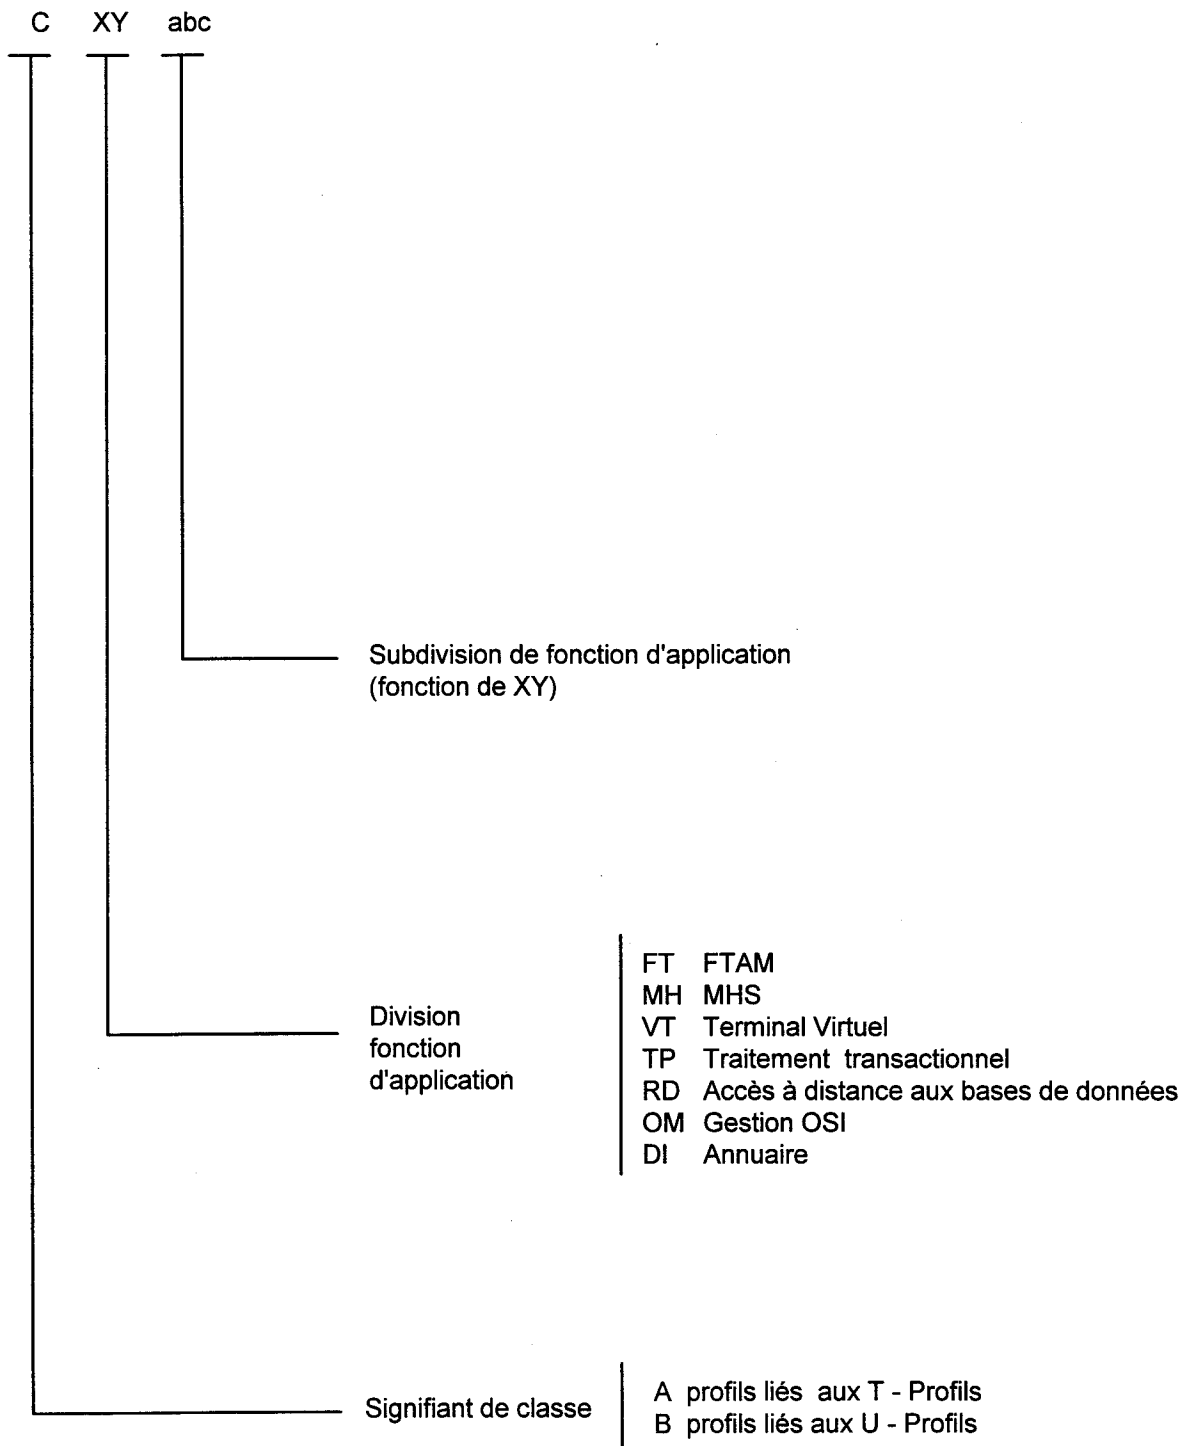 C XY abc
Subdivision de fonction d'application
(fonction de XY)
Division
fonction
d'application
FT FTAM
MH MHS
VT Terminal Virtuel
TP Traitement transactionnel
RD Accès à distance aux bases de données
OM Gestion OSI
DI Annuaire
Signifiant de classe
A profils liés aux T - Profils
B profils liés aux U - Profils